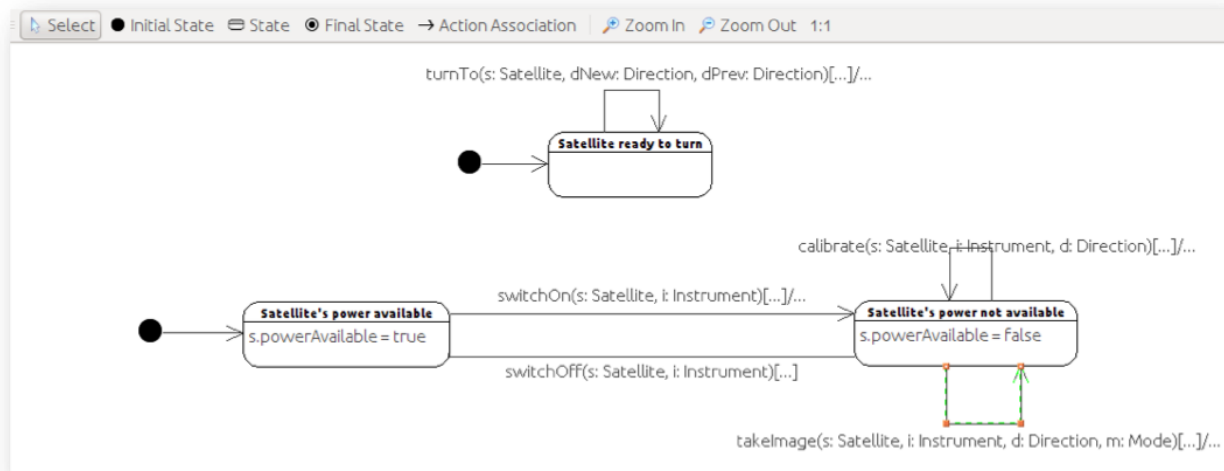 Select Initial State State Final State Action Association Zoom In Zoom Out 1:1
turnTo(s: Satellite, dNew: Direction, dPrev: Direction)[...]/...
Satellite ready to turn
calibrate(s: Satellite, i: Instrument, d: Direction)[...]/...
switchOn(s: Satellite, i: Instrument)[...]/...
Satellite's power available
s.powerAvailable = true
Satellite's power not available
s.powerAvailable = false
switchOff(s: Satellite, i: Instrument)[...]
takeImage(s: Satellite, i: Instrument, d: Direction, m: Mode)[...]/...